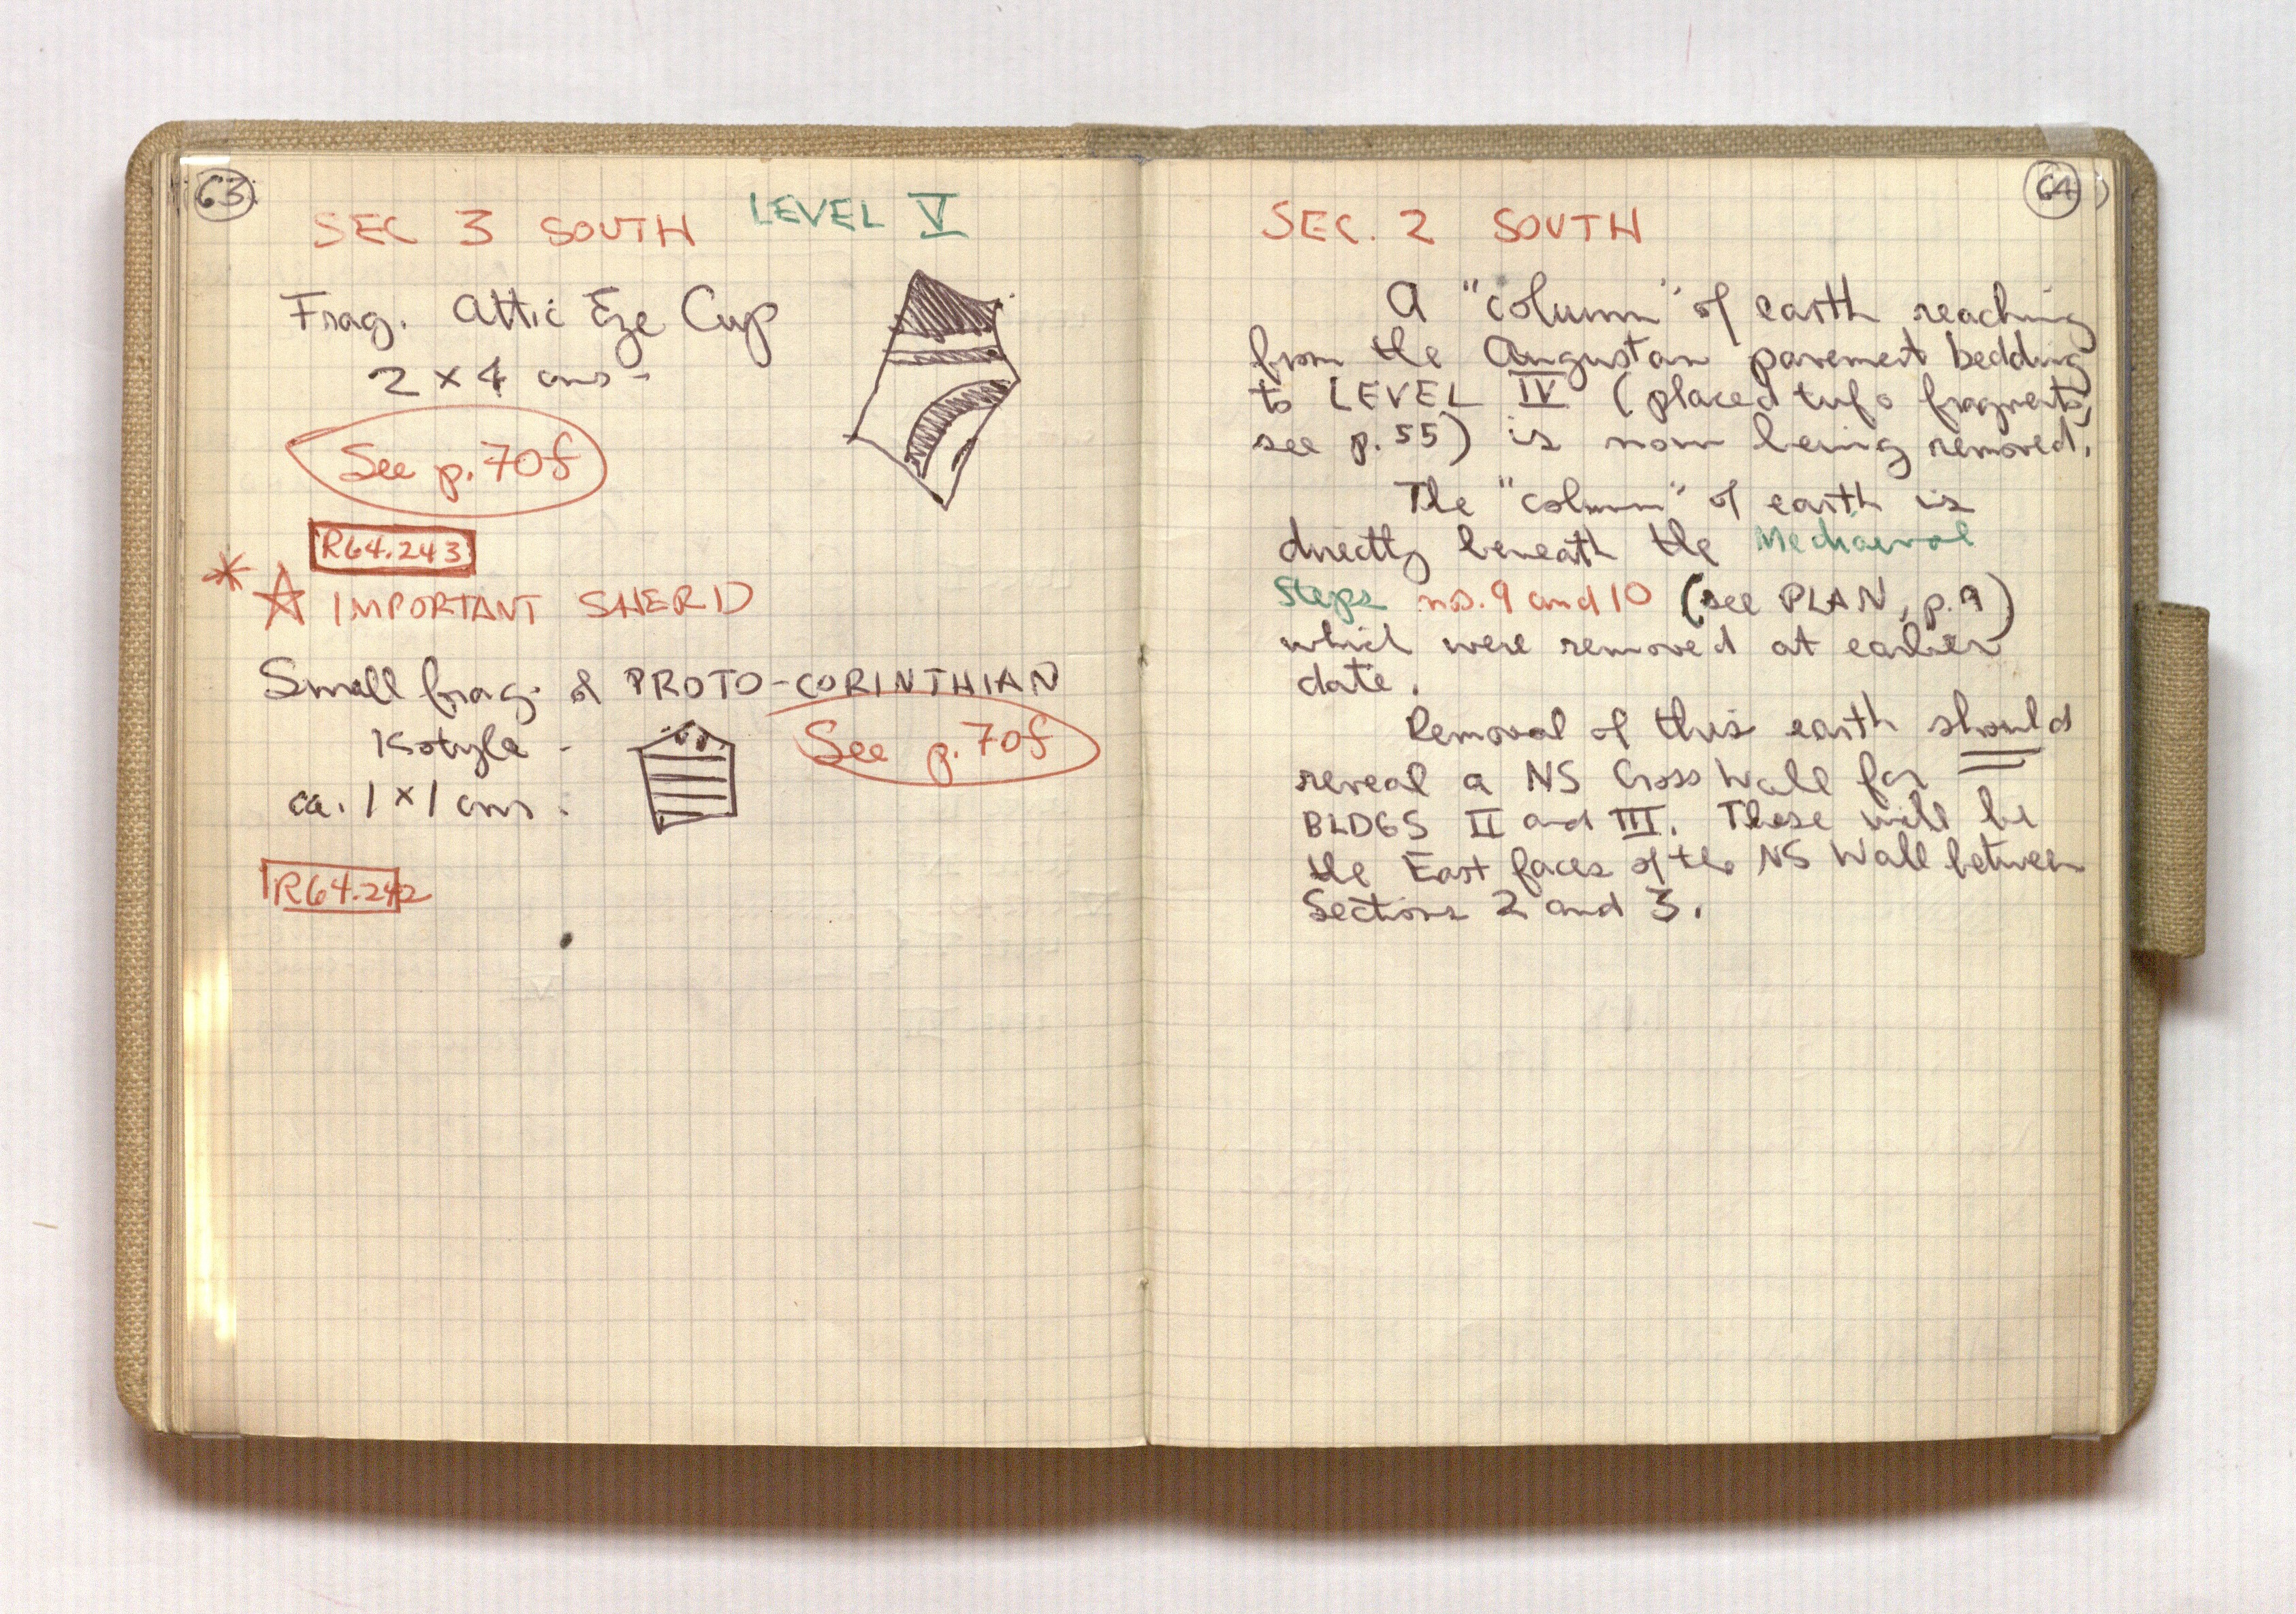 63
SEC 3 SOUTH LEVEL V
Frag. Attic Eye Cup
2 x 4 cms -
See p. 70f
R64.243
* ☆ IMPORTANT SHERD
Small frag. of PROTO-CORINTHIAN
Kotyle -
See p. 70f
ca. 1 x 1 cms.
R64.242
64
SEC. 2 SOUTH
A "column" of earth reaching
from the Augustan pavement bedding
to LEVEL IV (placed tufo fragments,
see p. 55) is now being removed.
The "column" of earth is
directly beneath the Mediaeval
Steps nos. 9 and 10 (see PLAN, p. 9)
which were removed at earlier
date.
Removal of this earth should
reveal a NS Cross Wall for
BLDGS II and III. These will be
the East faces of the NS Wall between
Sections 2 and 3.